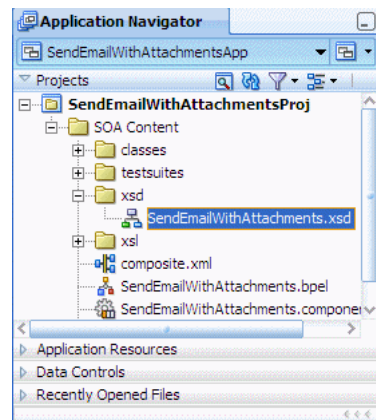 Application Navigator
SendEmailWithAttachmentsApp
Projects
SendEmailWithAttachmentsProj
SOA Content
classes
testsuites
xsd
SendEmailWithAttachments.xsd
xsl
composite.xml
SendEmailWithAttachments.bpel
SendEmailWithAttachments.componen
Application Resources
Data Controls
Recently Opened Files